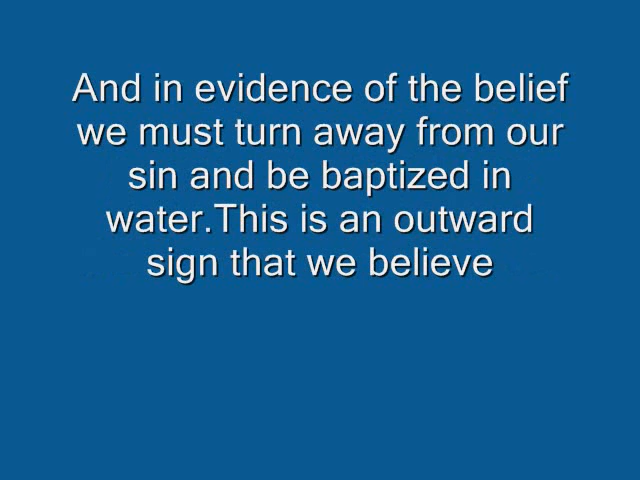 And in evidence of the belief
we must turn away from our
sin and be baptized in
water.This is an outward
sign that we believe